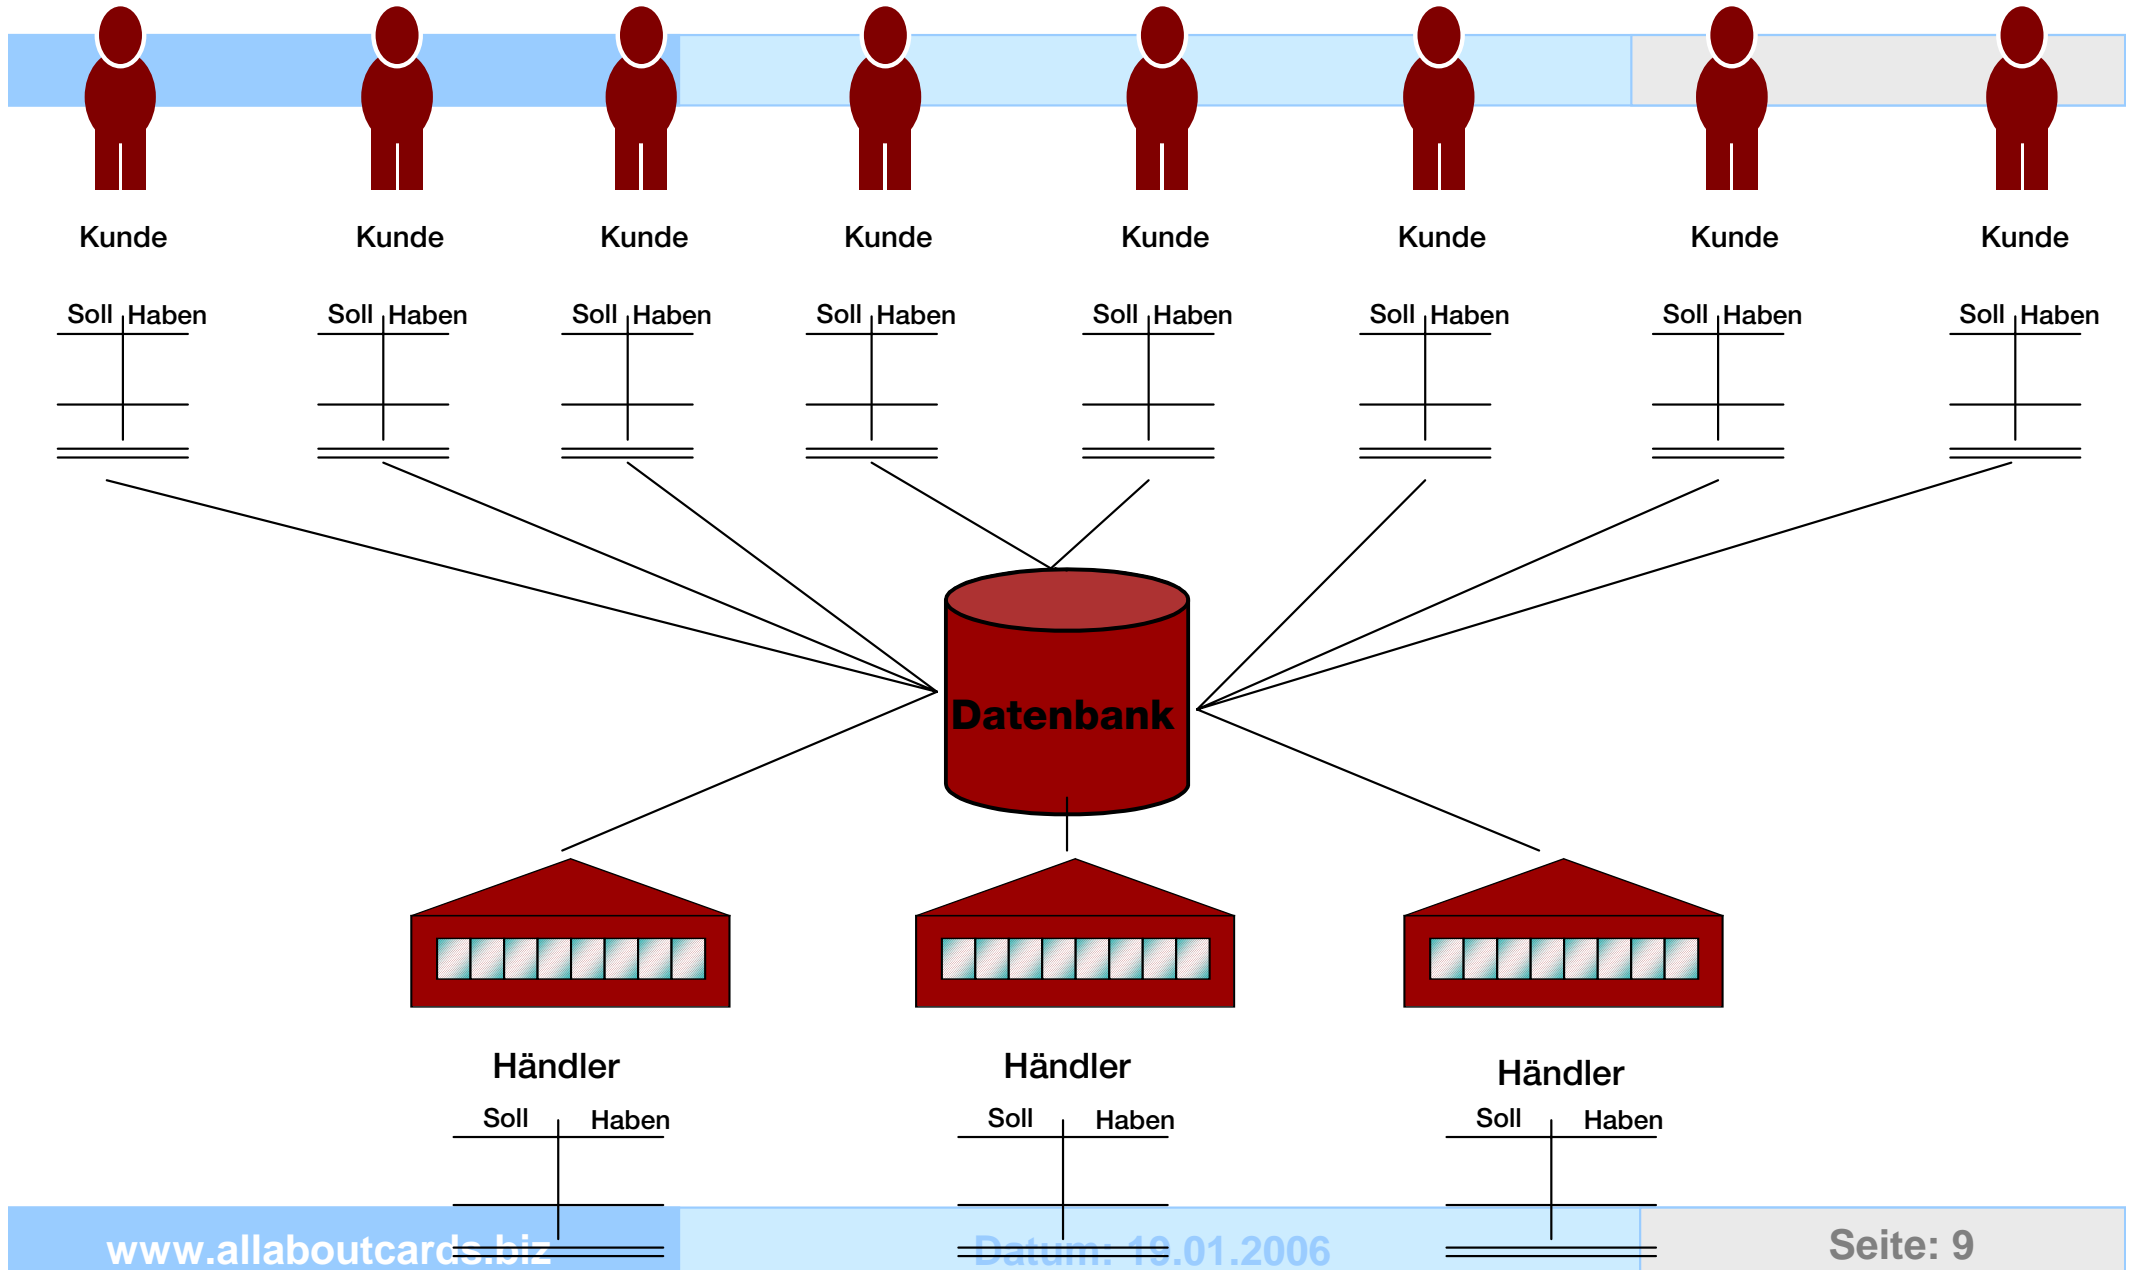 Kunde Kunde Kunde Kunde Kunde Kunde Kunde Kunde
Soll Haben Soll Haben Soll Haben Soll Haben Soll Haben Soll Haben Soll Haben Soll Haben
Datenbank
Händler Händler Händler
Soll Haben Soll Haben Soll Haben
www.allaboutcards.biz Datum: 19.01.2006 Seite: 9